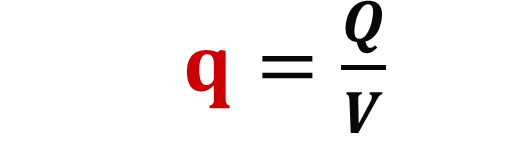 q = Q/V